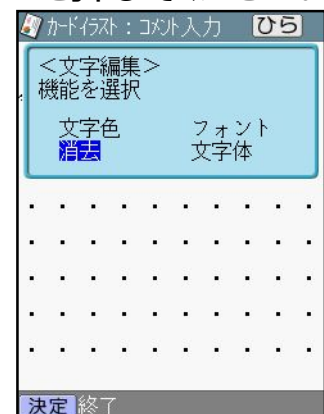 カードイラスト：コメント入力 ひら
＜文字編集＞
機能を選択
文字色 フォント
消去 文字体
決定 終了